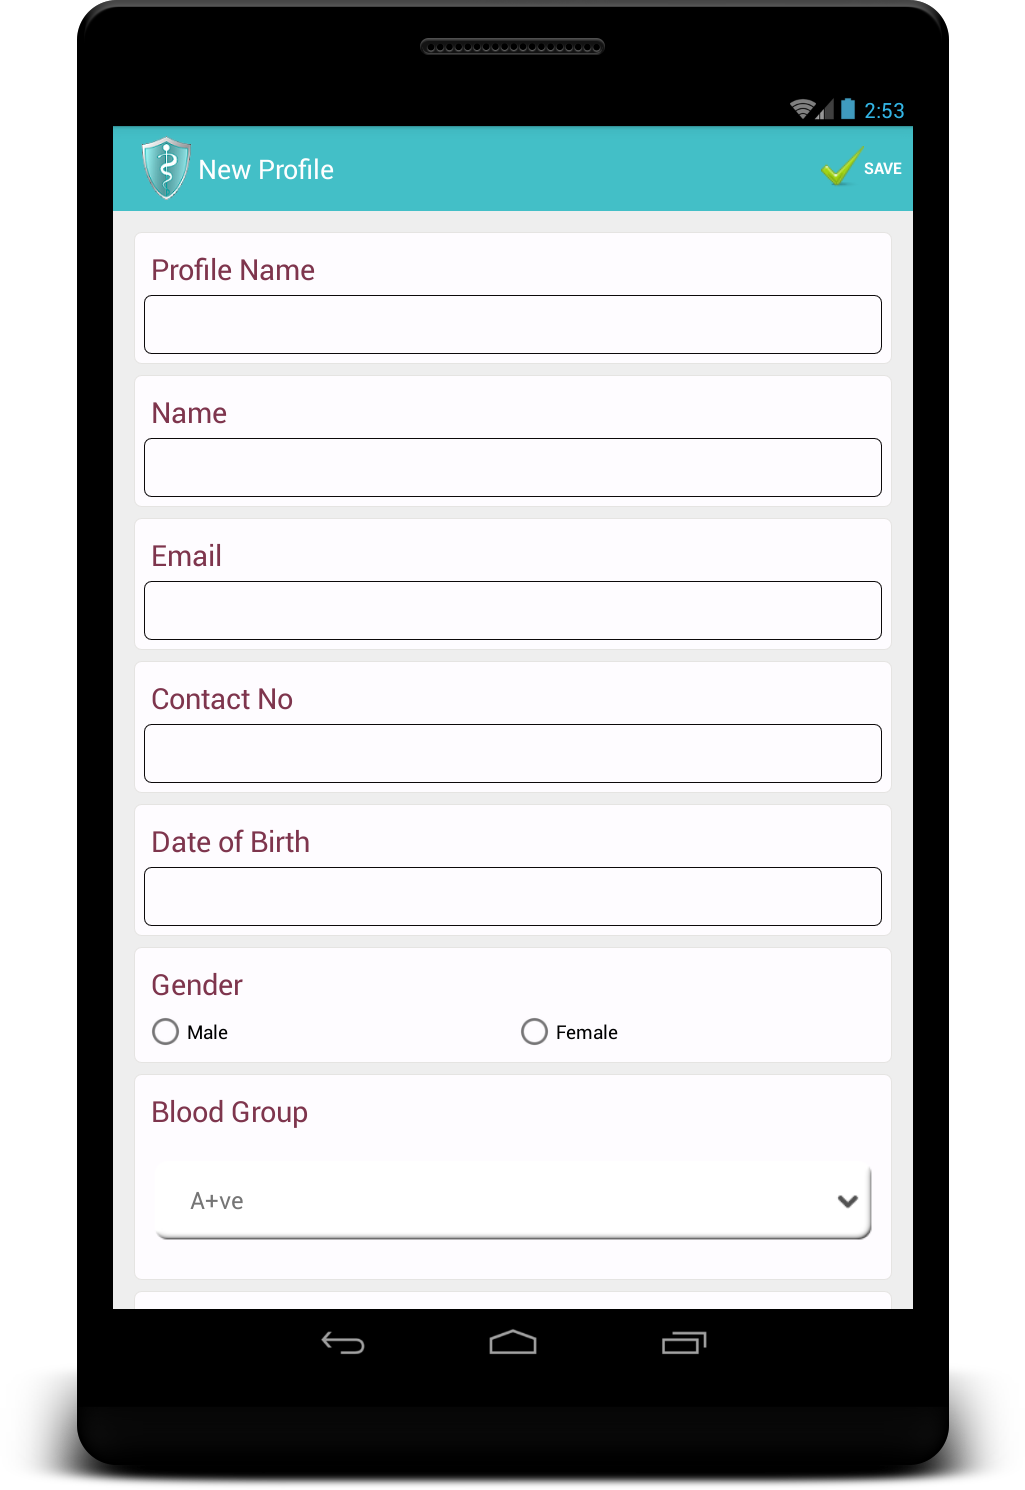 2:53
New Profile
SAVE
Profile Name
Name
Email
Contact No
Date of Birth
Gender
Male Female
Blood Group
A+ve